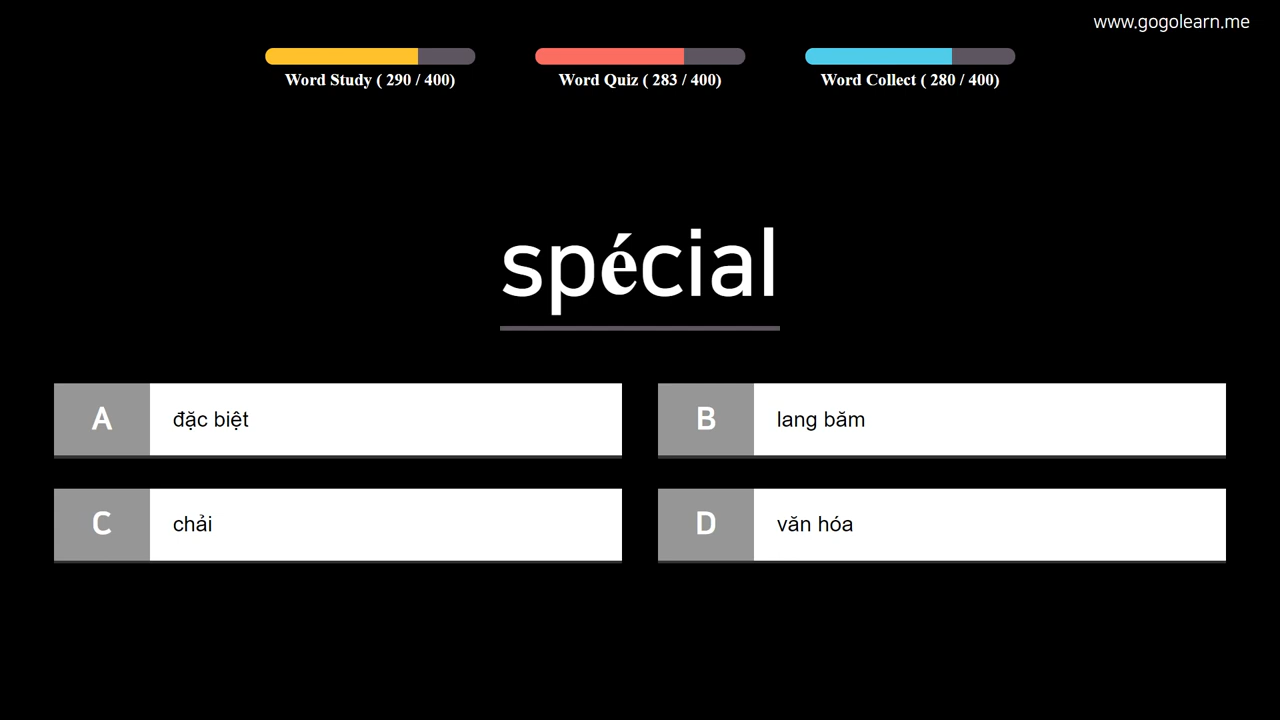 www.gogolearn.me
Word Study ( 290 / 400)
Word Quiz ( 283 / 400)
Word Collect ( 280 / 400)
spécial
A đặc biệt
B lang băm
C chải
D văn hóa